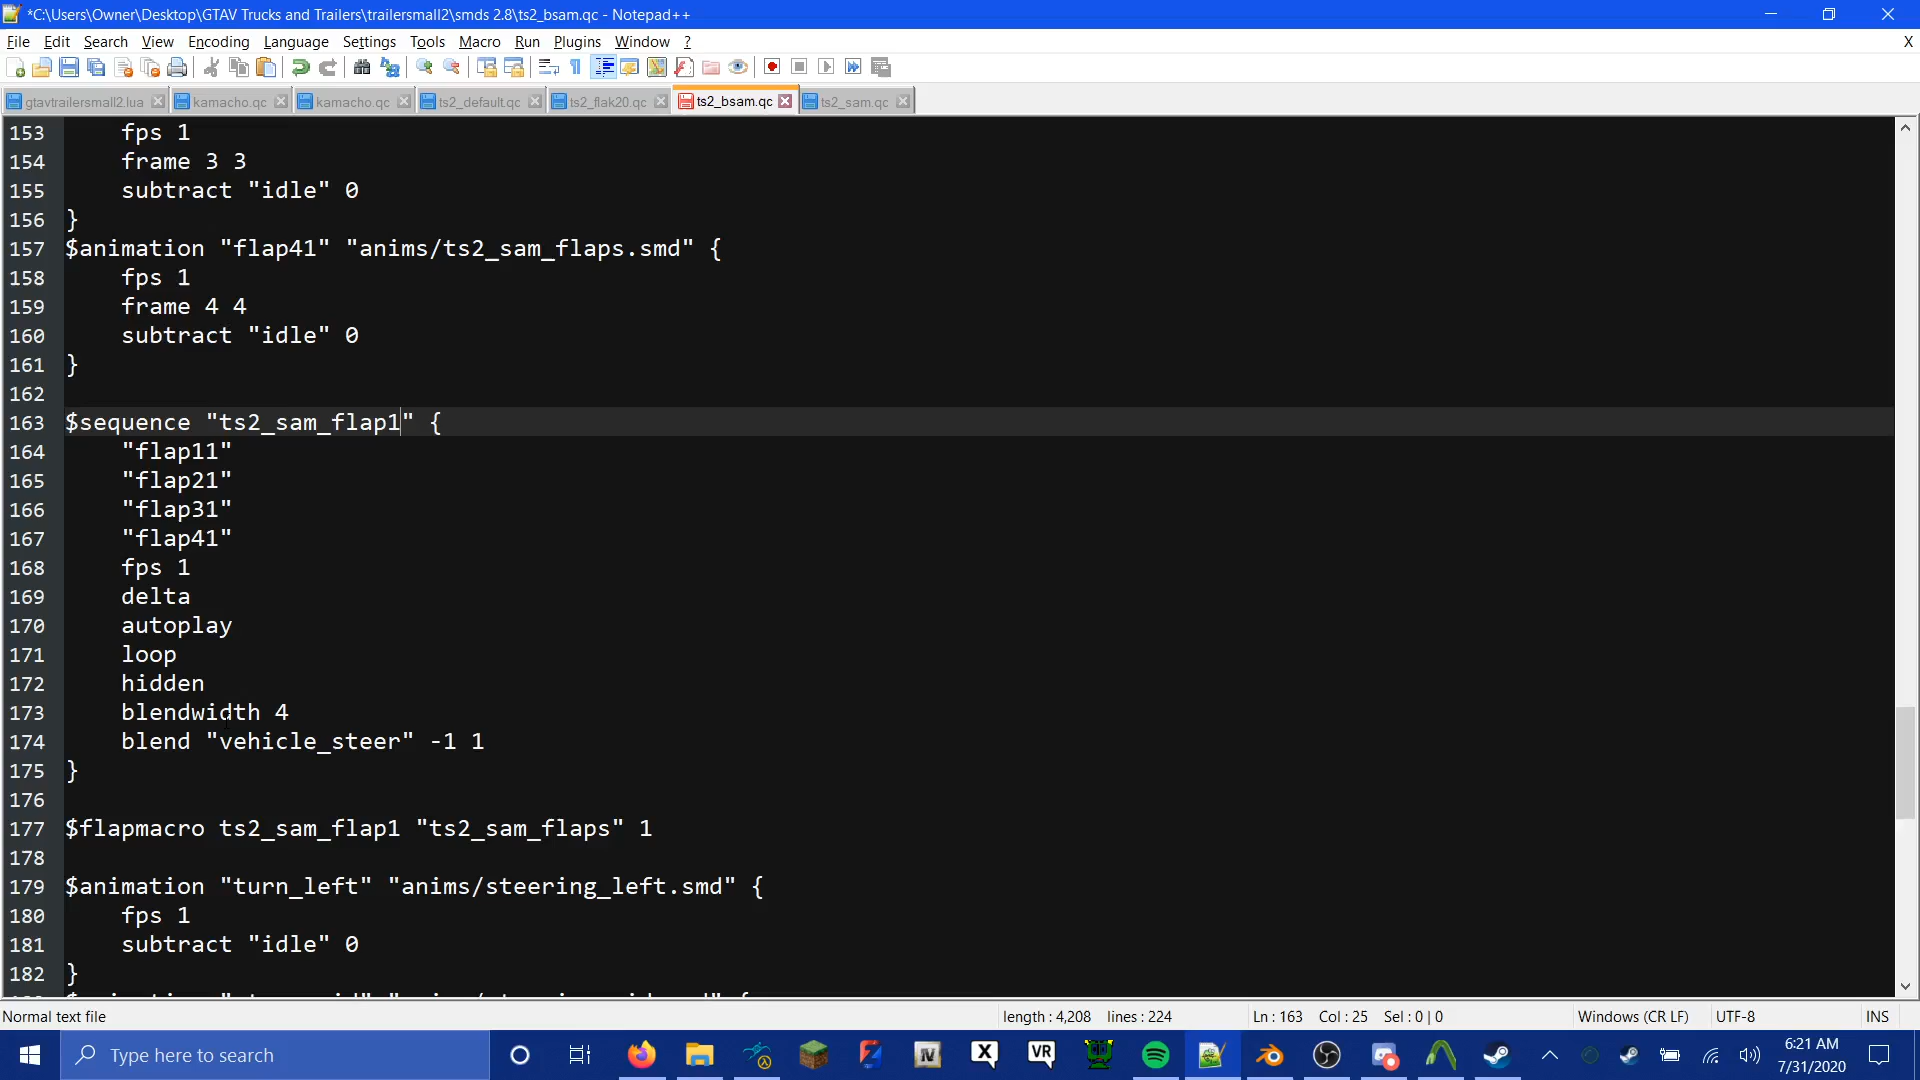 *C:\Users\Owner\Desktop\GTAV Trucks and Trailers\trailersmall2\smds 2.8\ts2_bsam.qc - Notepad++
File Edit Search View Encoding Language Settings Tools Macro Run Plugins Window ? X
gtavtrailersmall2.lua kamacho.qc kamacho.qc ts2_default.qc ts2_flak20.qc ts2_bsam.qc ts2_sam.qc
153 fps 1
154 frame 3 3
155 subtract "idle" 0
156 }
157 $animation "flap41" "anims/ts2_sam_flaps.smd" {
158 fps 1
159 frame 4 4
160 subtract "idle" 0
161 }
162
163 $sequence "ts2_sam_flap1" {
164 "flap11"
165 "flap21"
166 "flap31"
167 "flap41"
168 fps 1
169 delta
170 autoplay
171 loop
172 hidden
173 blendwidth 4
174 blend "vehicle_steer" -1 1
175 }
176
177 $flapmacro ts2_sam_flap1 "ts2_sam_flaps" 1
178
179 $animation "turn_left" "anims/steering_left.smd" {
180 fps 1
181 subtract "idle" 0
182 }
Normal text file length : 4,208 lines : 224 Ln : 163 Col : 25 Sel : 0 | 0 Windows (CR LF) UTF-8 INS
Type here to search IV X VR 6:21 AM
7/31/2020